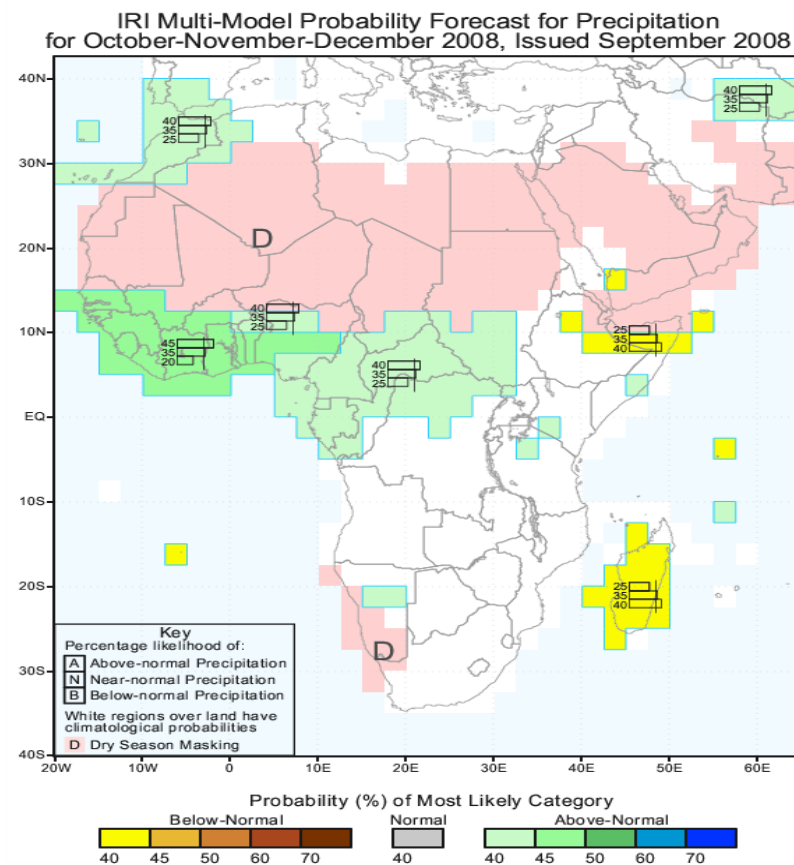 IRI Multi-Model Probability Forecast for Precipitation
for October-November-December 2008, Issued September 2008
40N
30N
20N
10N
EQ
10S
20S
30S
40S
40
35
25
40
35
25
D
40
35
25
45
35
20
40
35
25
25
35
40
25
35
40
D
Key
Percentage likelihood of:
A Above-normal Precipitation
N Near-normal Precipitation
B Below-normal Precipitation
White regions over land have
climatological probabilities
D Dry Season Masking
20W 10W 0 10E 20E 30E 40E 50E 60E
Probability (%) of Most Likely Category
Below-Normal Normal Above-Normal
40 45 50 60 70 40 40 45 50 60 70